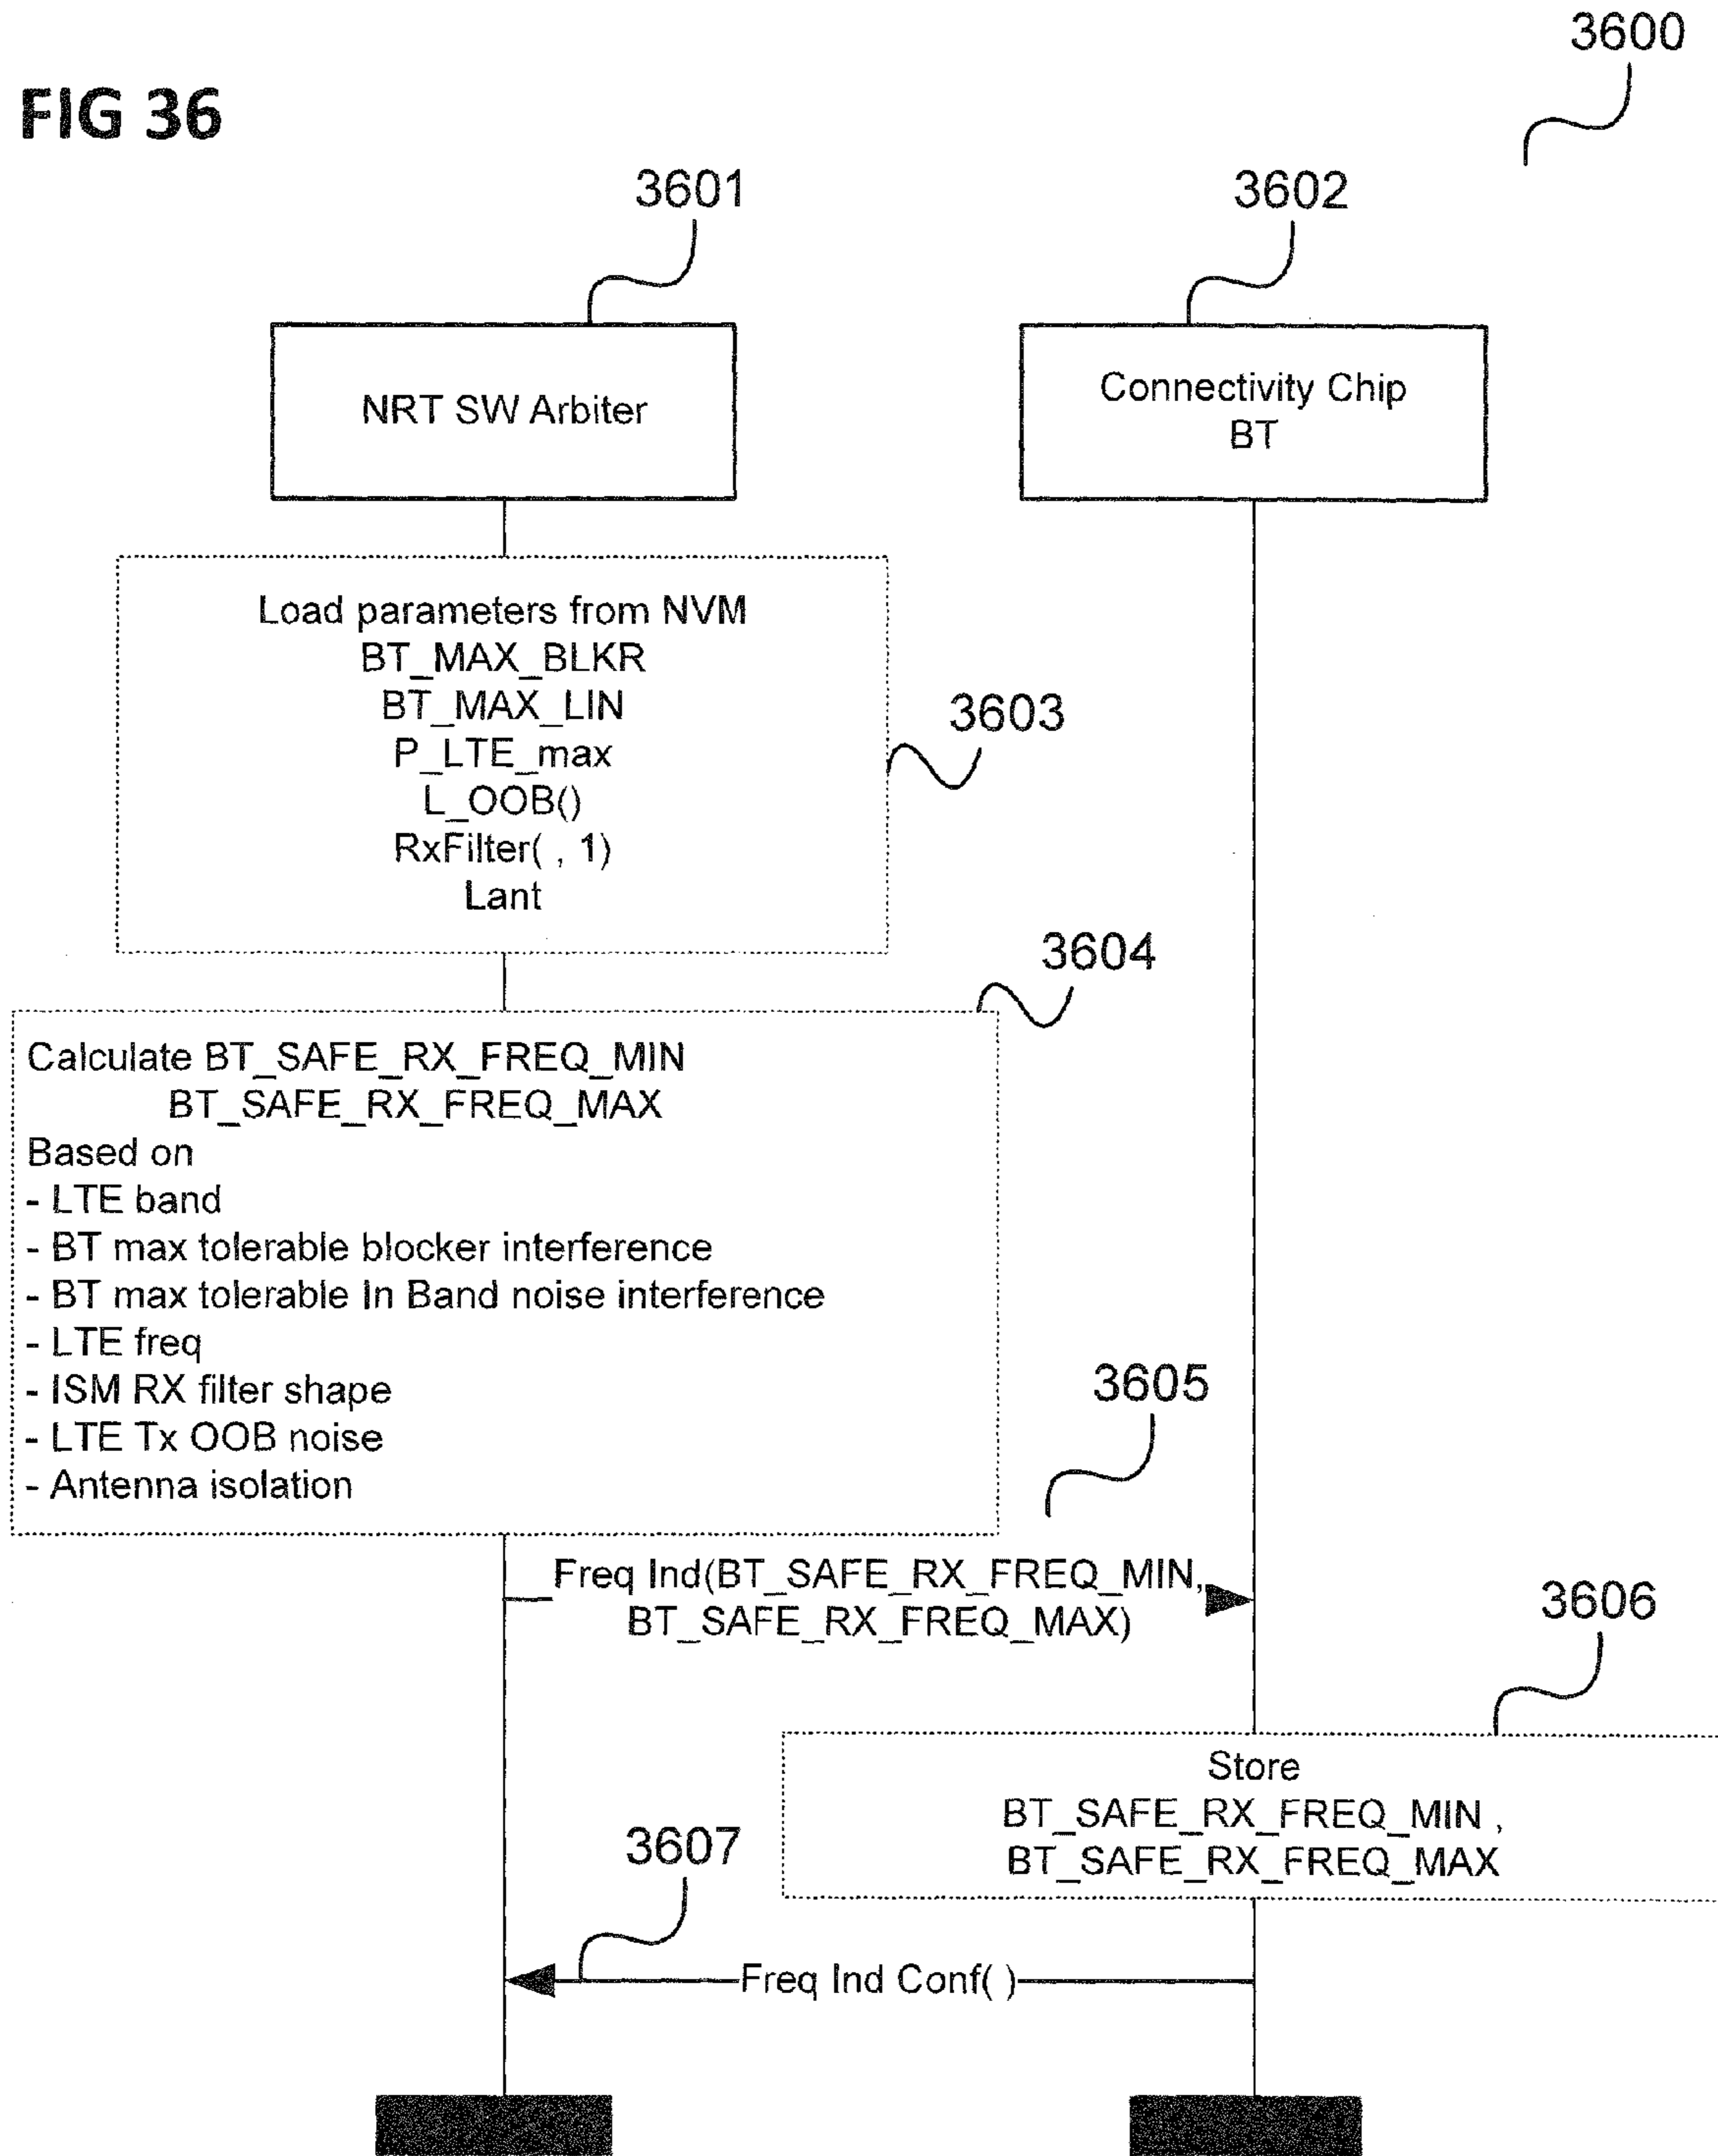 3600
FIG 36
3601
3602
NRT SW Arbiter
Connectivity Chip
BT
Load parameters from NVM
BT_MAX_BLKR
BT_MAX_LIN
P_LTE_max
L_OOB()
RxFilter( , 1)
Lant
3603
3604
Calculate BT_SAFE_RX_FREQ_MIN
BT_SAFE_RX_FREQ_MAX
Based on
- LTE band
- BT max tolerable blocker interference
- BT max tolerable In Band noise interference
- LTE freq
- ISM RX filter shape
- LTE Tx OOB noise
- Antenna isolation
3605
Freq Ind(BT_SAFE_RX_FREQ_MIN,
BT_SAFE_RX_FREQ_MAX)
3606
Store
BT_SAFE_RX_FREQ_MIN ,
BT_SAFE_RX_FREQ_MAX
3607
Freq Ind Conf( )